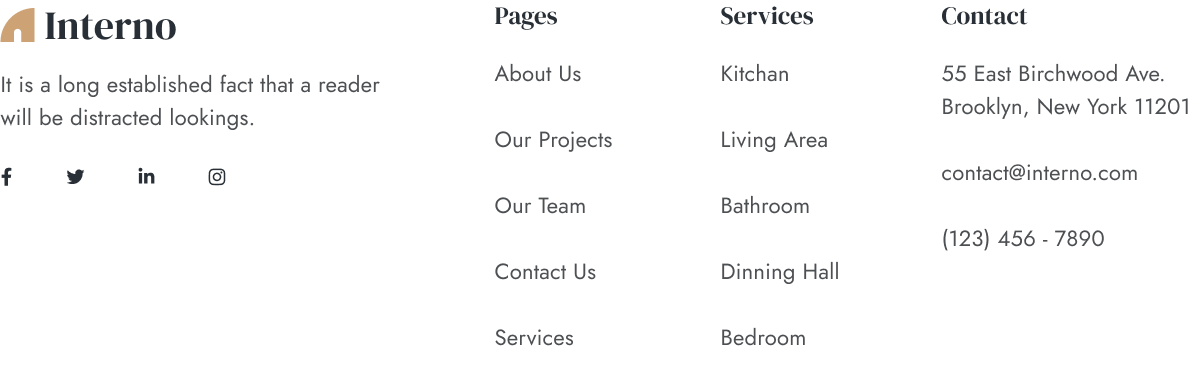 Interno
It is a long established fact that a reader
will be distracted lookings.
Pages
About Us
Our Projects
Our Team
Contact Us
Services
Services
Kitchan
Living Area
Bathroom
Dinning Hall
Bedroom
Contact
55 East Birchwood Ave.
Brooklyn, New York 11201
contact@interno.com
(123) 456 - 7890